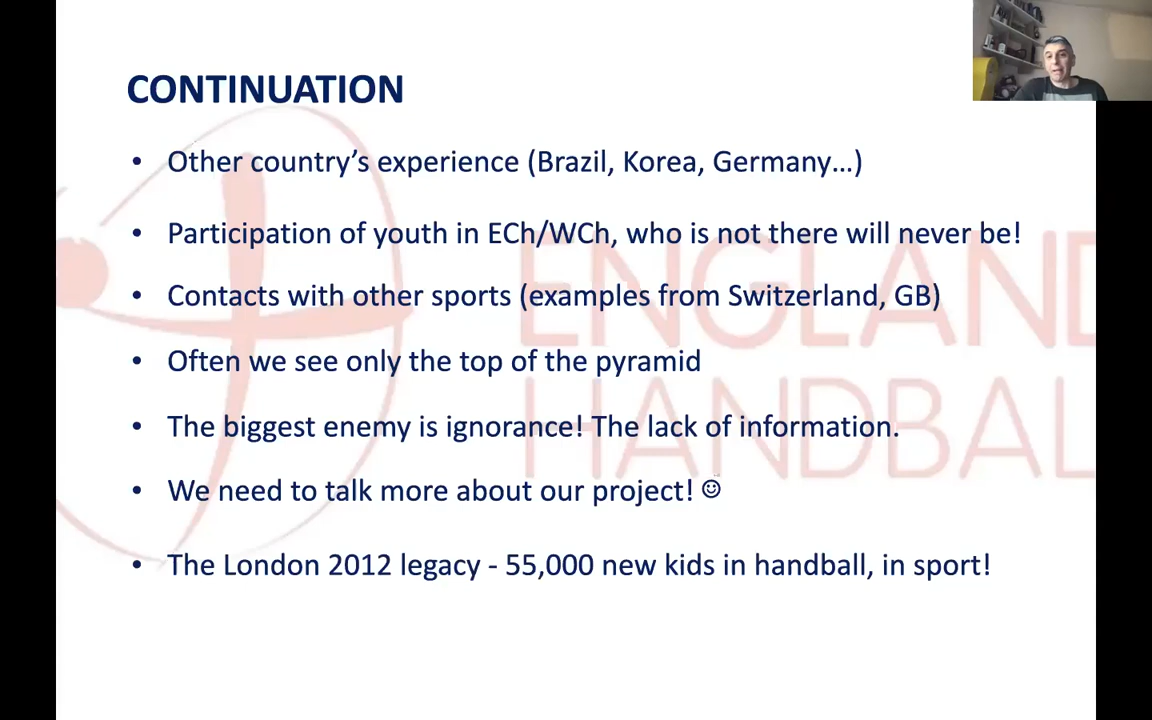 CONTINUATION
• Other country's experience (Brazil, Korea, Germany...)
• Participation of youth in ECh/WCh, who is not there will never be!
• Contacts with other sports (examples from Switzerland, GB)
• Often we see only the top of the pyramid
• The biggest enemy is ignorance! The lack of information.
• We need to talk more about our project! ☺
• The London 2012 legacy - 55,000 new kids in handball, in sport!
ENGLAND
HANDBAL